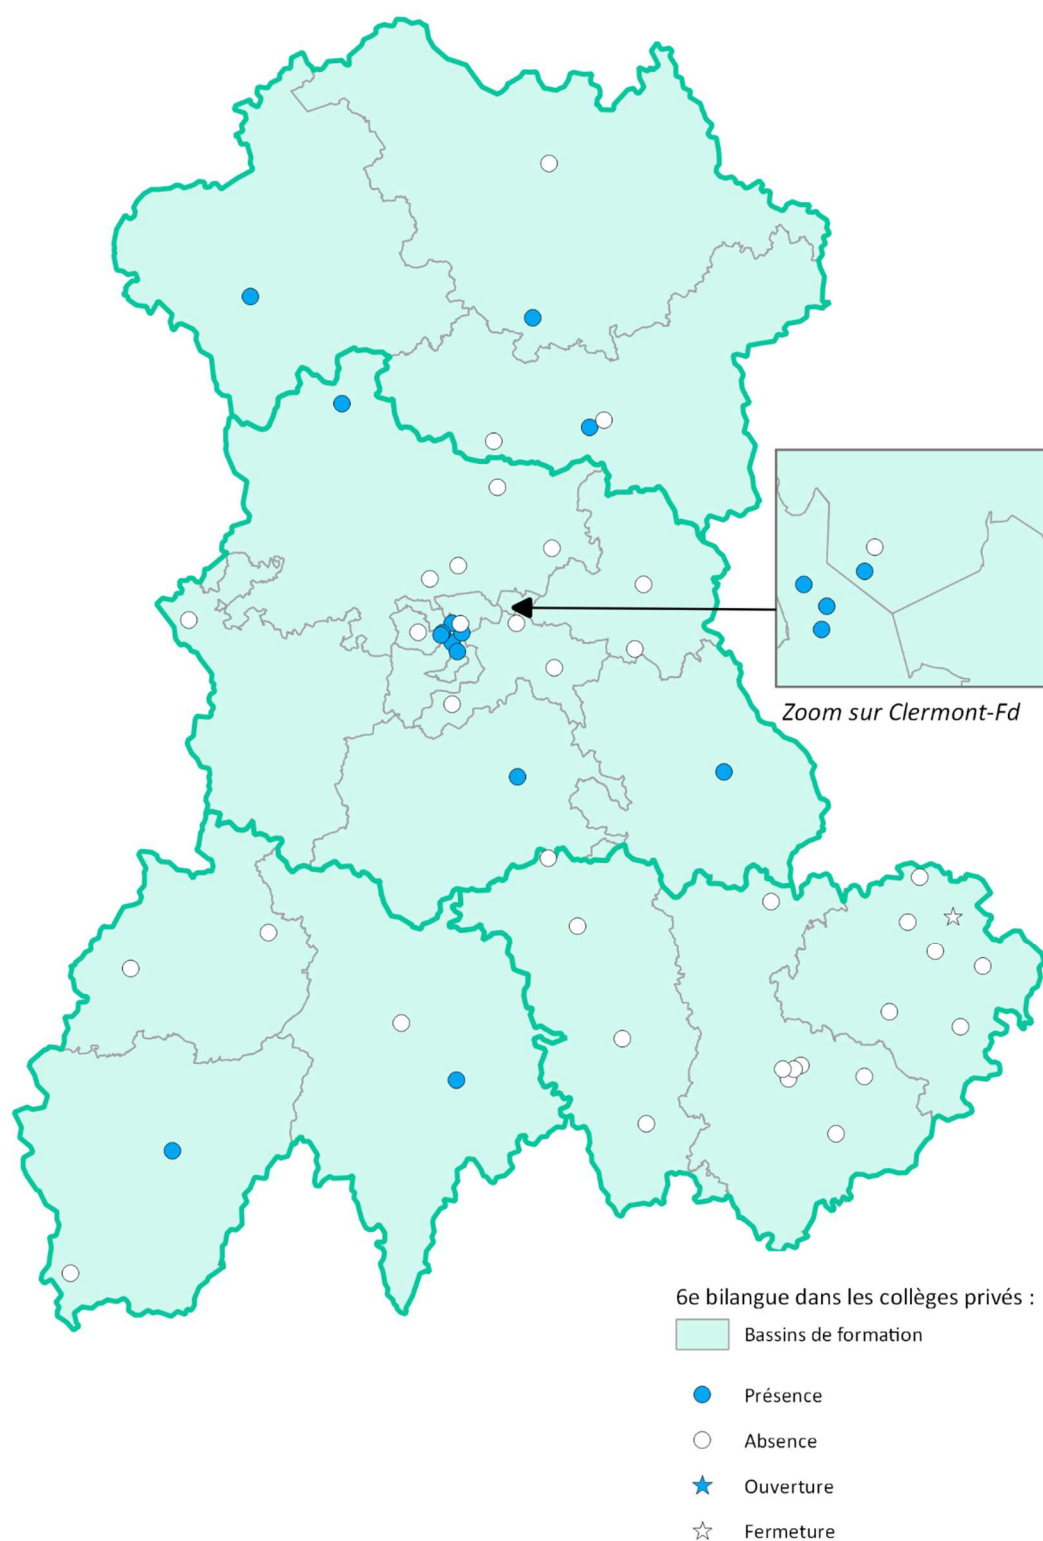 Zoom sur Clermont-Fd
6e bilangue dans les collèges privés :
Bassins de formation
Présence
Absence
Ouverture
Fermeture